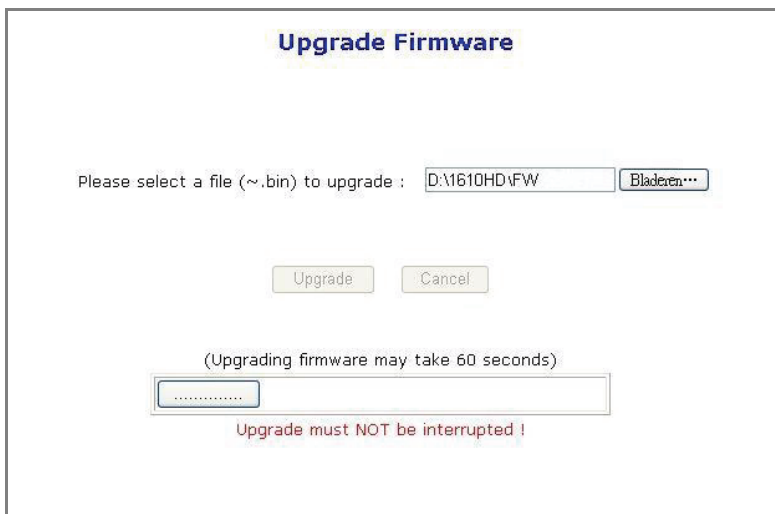 Upgrade Firmware
Please select a file (~.bin) to upgrade : D:\1610HD\FW Bladeren...
Upgrade Cancel
(Upgrading firmware may take 60 seconds)
..............
Upgrade must NOT be interrupted !